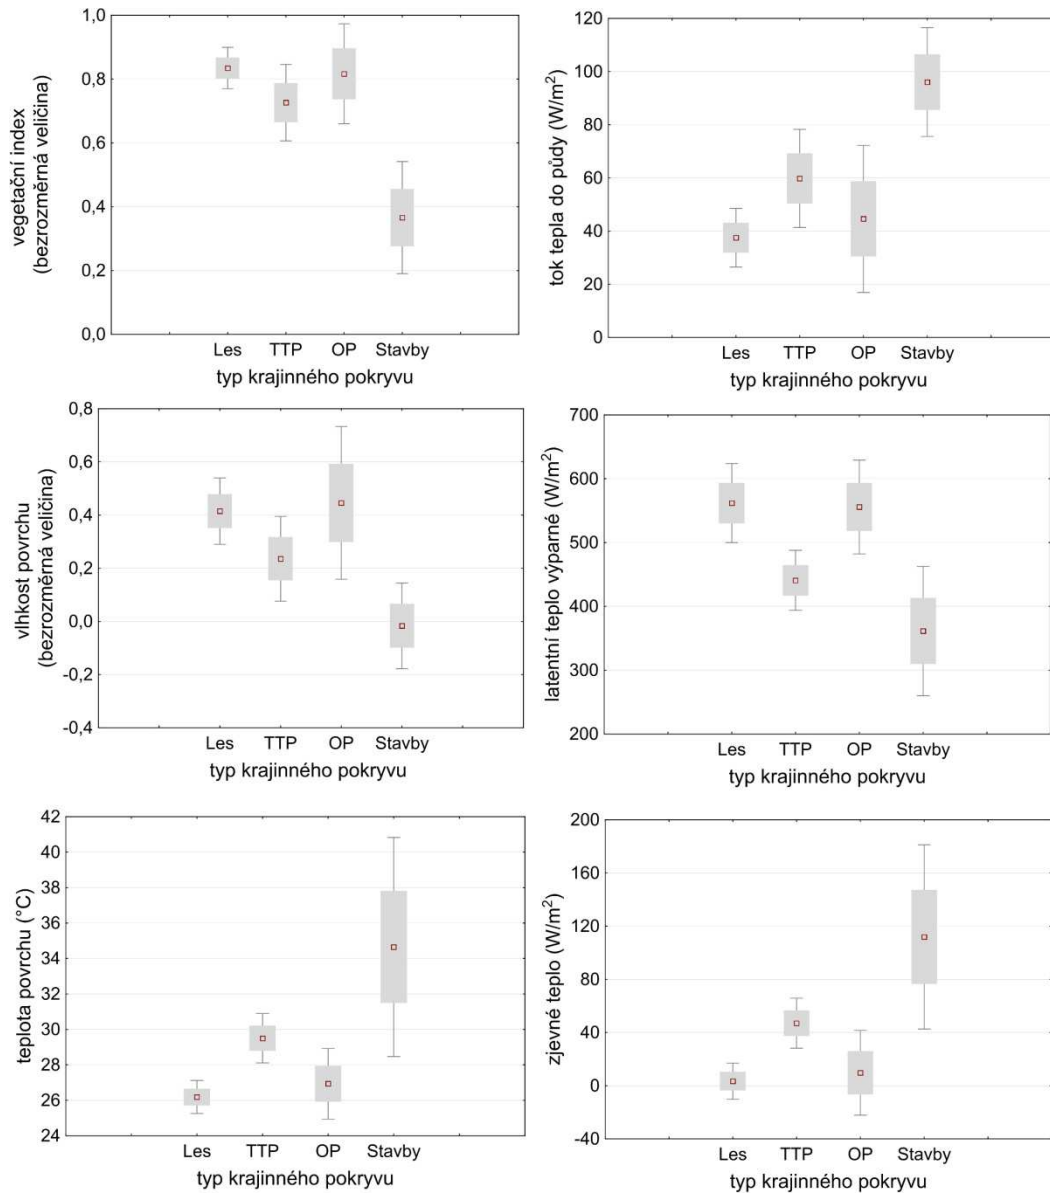 vegetační index
(bezrozměrná veličina)
1,0
0,8
0,6
0,4
0,2
0,0
Les TTP OP Stavby
typ krajinného pokryvu
tok tepla do půdy (W/m²)
120
100
80
60
40
20
0
Les TTP OP Stavby
typ krajinného pokryvu
vlhkost povrchu
(bezrozměrná veličina)
0,8
0,6
0,4
0,2
0,0
-0,2
-0,4
Les TTP OP Stavby
typ krajinného pokryvu
latentní teplo výparné (W/m²)
700
600
500
400
300
200
Les TTP OP Stavby
typ krajinného pokryvu
teplota povrchu (°C)
42
40
38
36
34
32
30
28
26
24
Les TTP OP Stavby
typ krajinného pokryvu
zjevné teplo (W/m²)
200
160
120
80
40
0
-40
Les TTP OP Stavby
typ krajinného pokryvu